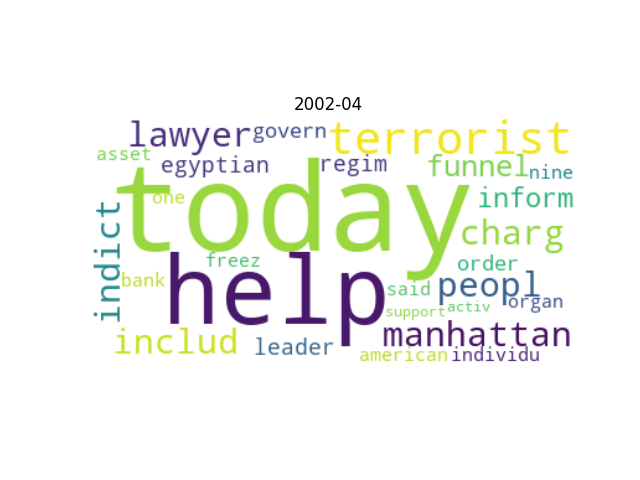 2002-04
lawyer govern terrorist
asset egyptian regim funnel nine
today
one inform
indict charg
help
freez order
bank said peopl organ
support activ
includ leader manhattan
american individu